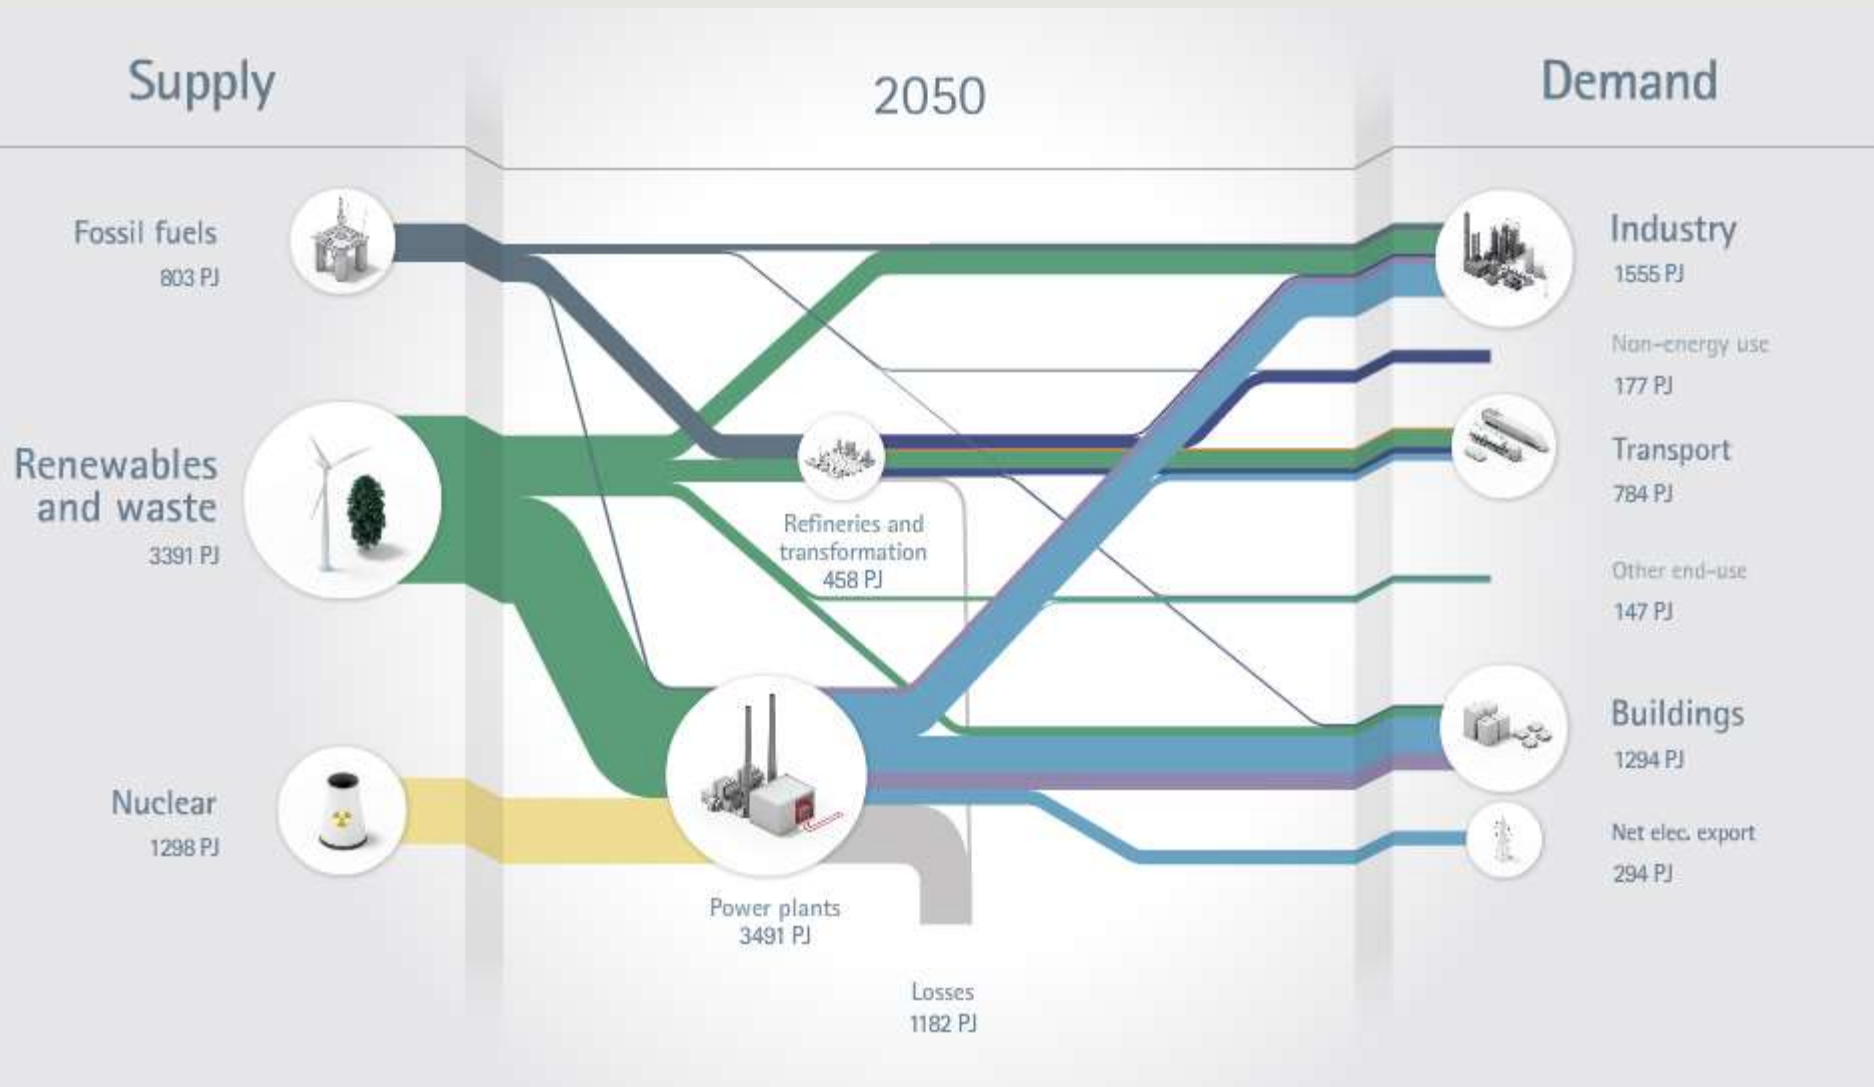 Supply
2050
Demand
Fossil fuels
803 PJ
Renewables
and waste
3391 PJ
Nuclear
1298 PJ
Refineries and
transformation
458 PJ
Power plants
3491 PJ
Losses
1182 PJ
Industry
1555 PJ
Non-energy use
177 PJ
Transport
784 PJ
Other end-use
147 PJ
Buildings
1294 PJ
Net elec. export
294 PJ